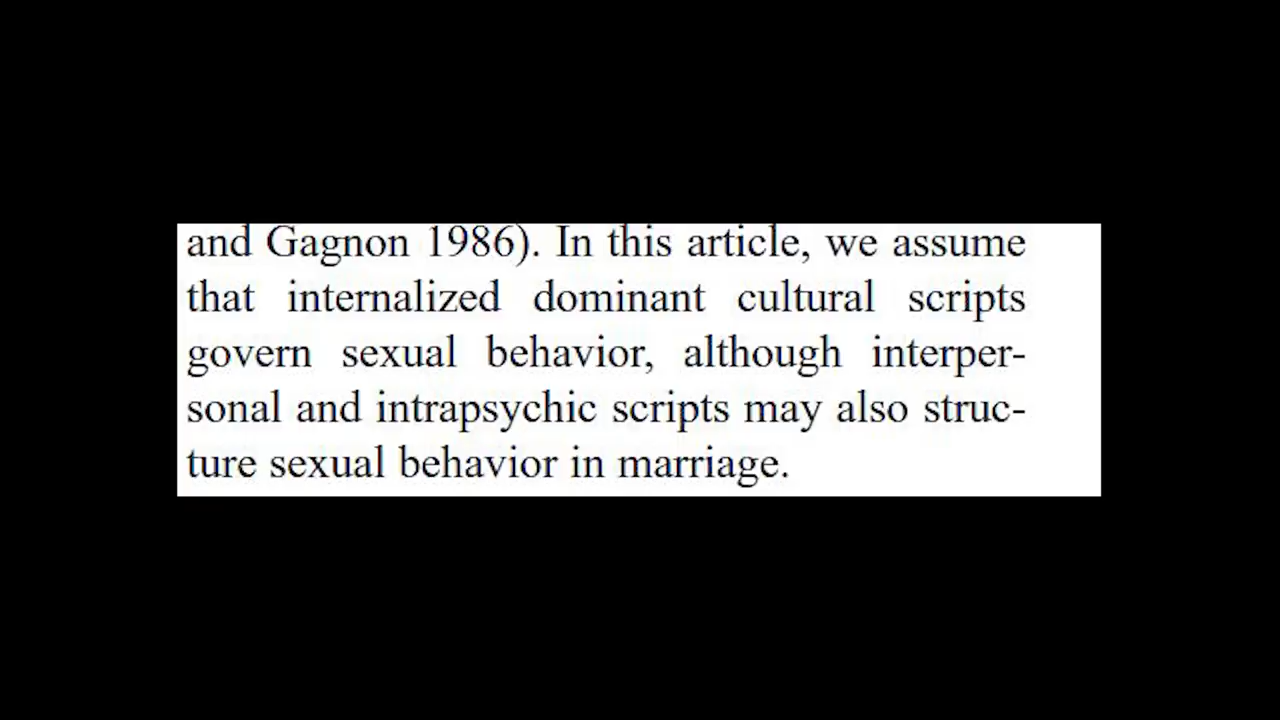 and Gagnon 1986). In this article, we assume
that internalized dominant cultural scripts
govern sexual behavior, although interper-
sonal and intrapsychic scripts may also struc-
ture sexual behavior in marriage.